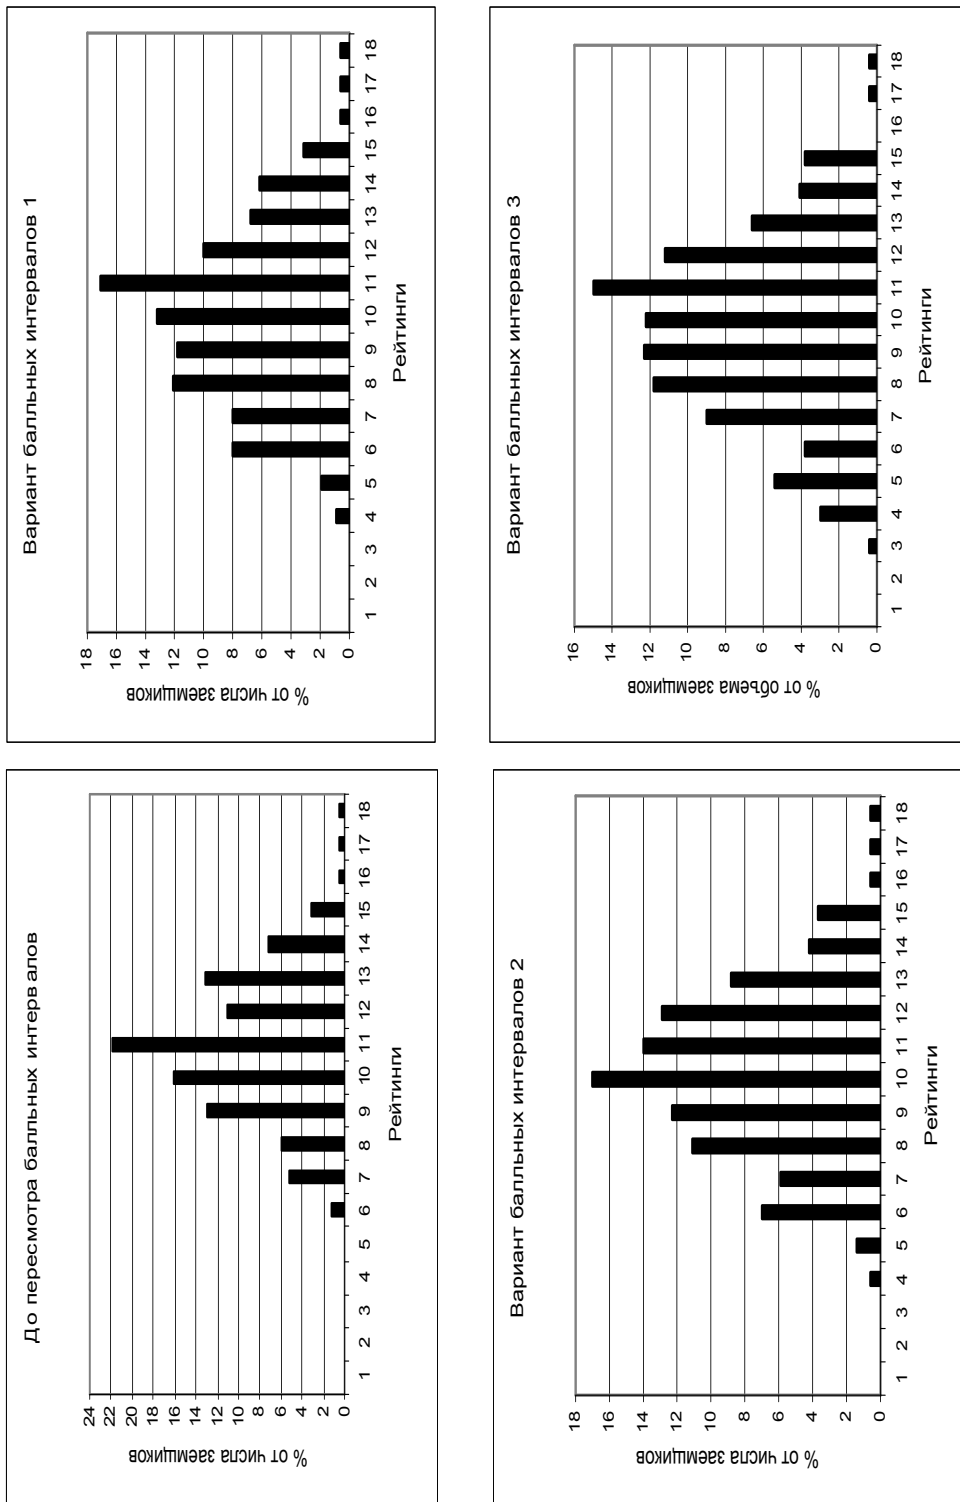 До пересмотра балльных интервалов
% от числа заемщиков
24
22
20
18
16
14
12
10
8
6
4
2
0
1 2 3 4 5 6 7 8 9 10 11 12 13 14 15 16 17 18
Рейтинги
Вариант балльных интервалов 1
% от числа заемщиков
18
16
14
12
10
8
6
4
2
0
1 2 3 4 5 6 7 8 9 10 11 12 13 14 15 16 17 18
Рейтинги
Вариант балльных интервалов 2
% от числа заемщиков
18
16
14
12
10
8
6
4
2
0
1 2 3 4 5 6 7 8 9 10 11 12 13 14 15 16 17 18
Рейтинги
Вариант балльных интервалов 3
% от объема заемщиков
16
14
12
10
8
6
4
2
0
1 2 3 4 5 6 7 8 9 10 11 12 13 14 15 16 17 18
Рейтинги